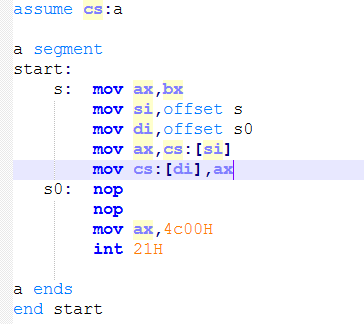 assume cs:a
a segment
start:
s: mov ax,bx
mov si,offset s
mov di,offset s0
mov ax,cs:[si]
mov cs:[di],ax
s0: nop
nop
mov ax,4c00H
int 21H
a ends
end start